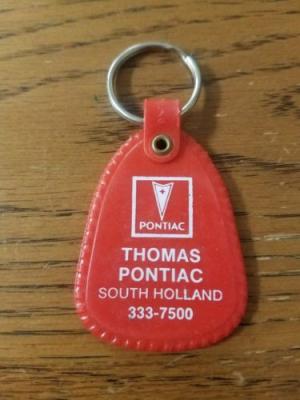 PONTIAC
THOMAS
PONTIAC
SOUTH HOLLAND
333-7500